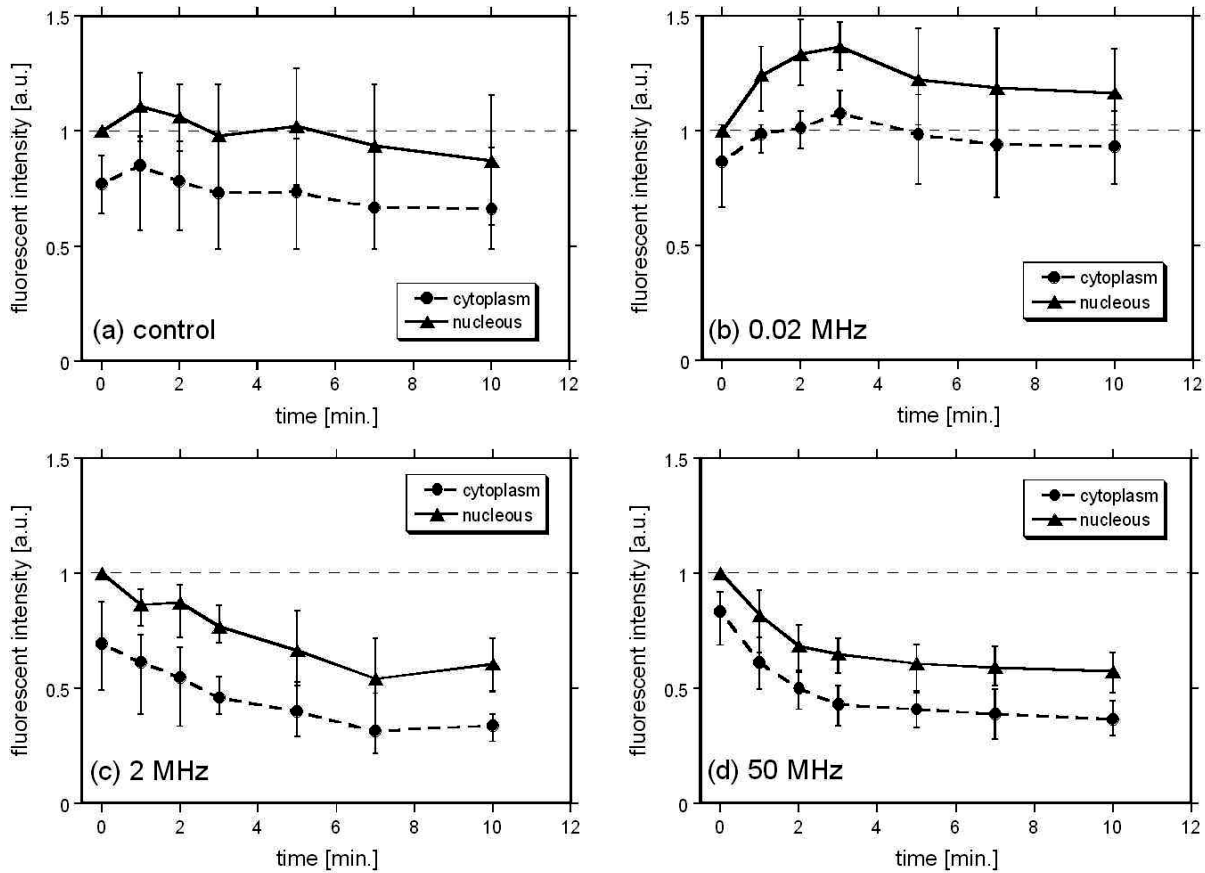 1.5
1
0.5
0
fluorescent intensity [a.u.]
cytoplasm
nucleous
(a) control
0 2 4 6 8 10 12
time [min.]
1.5
1
0.5
0
fluorescent intensity [a.u.]
cytoplasm
nucleous
(b) 0.02 MHz
0 2 4 6 8 10 12
time [min.]
1.5
1
0.5
0
fluorescent intensity [a.u.]
cytoplasm
nucleous
(c) 2 MHz
0 2 4 6 8 10 12
time [min.]
1.5
1
0.5
0
fluorescent intensity [a.u.]
cytoplasm
nucleous
(d) 50 MHz
0 2 4 6 8 10 12
time [min.]